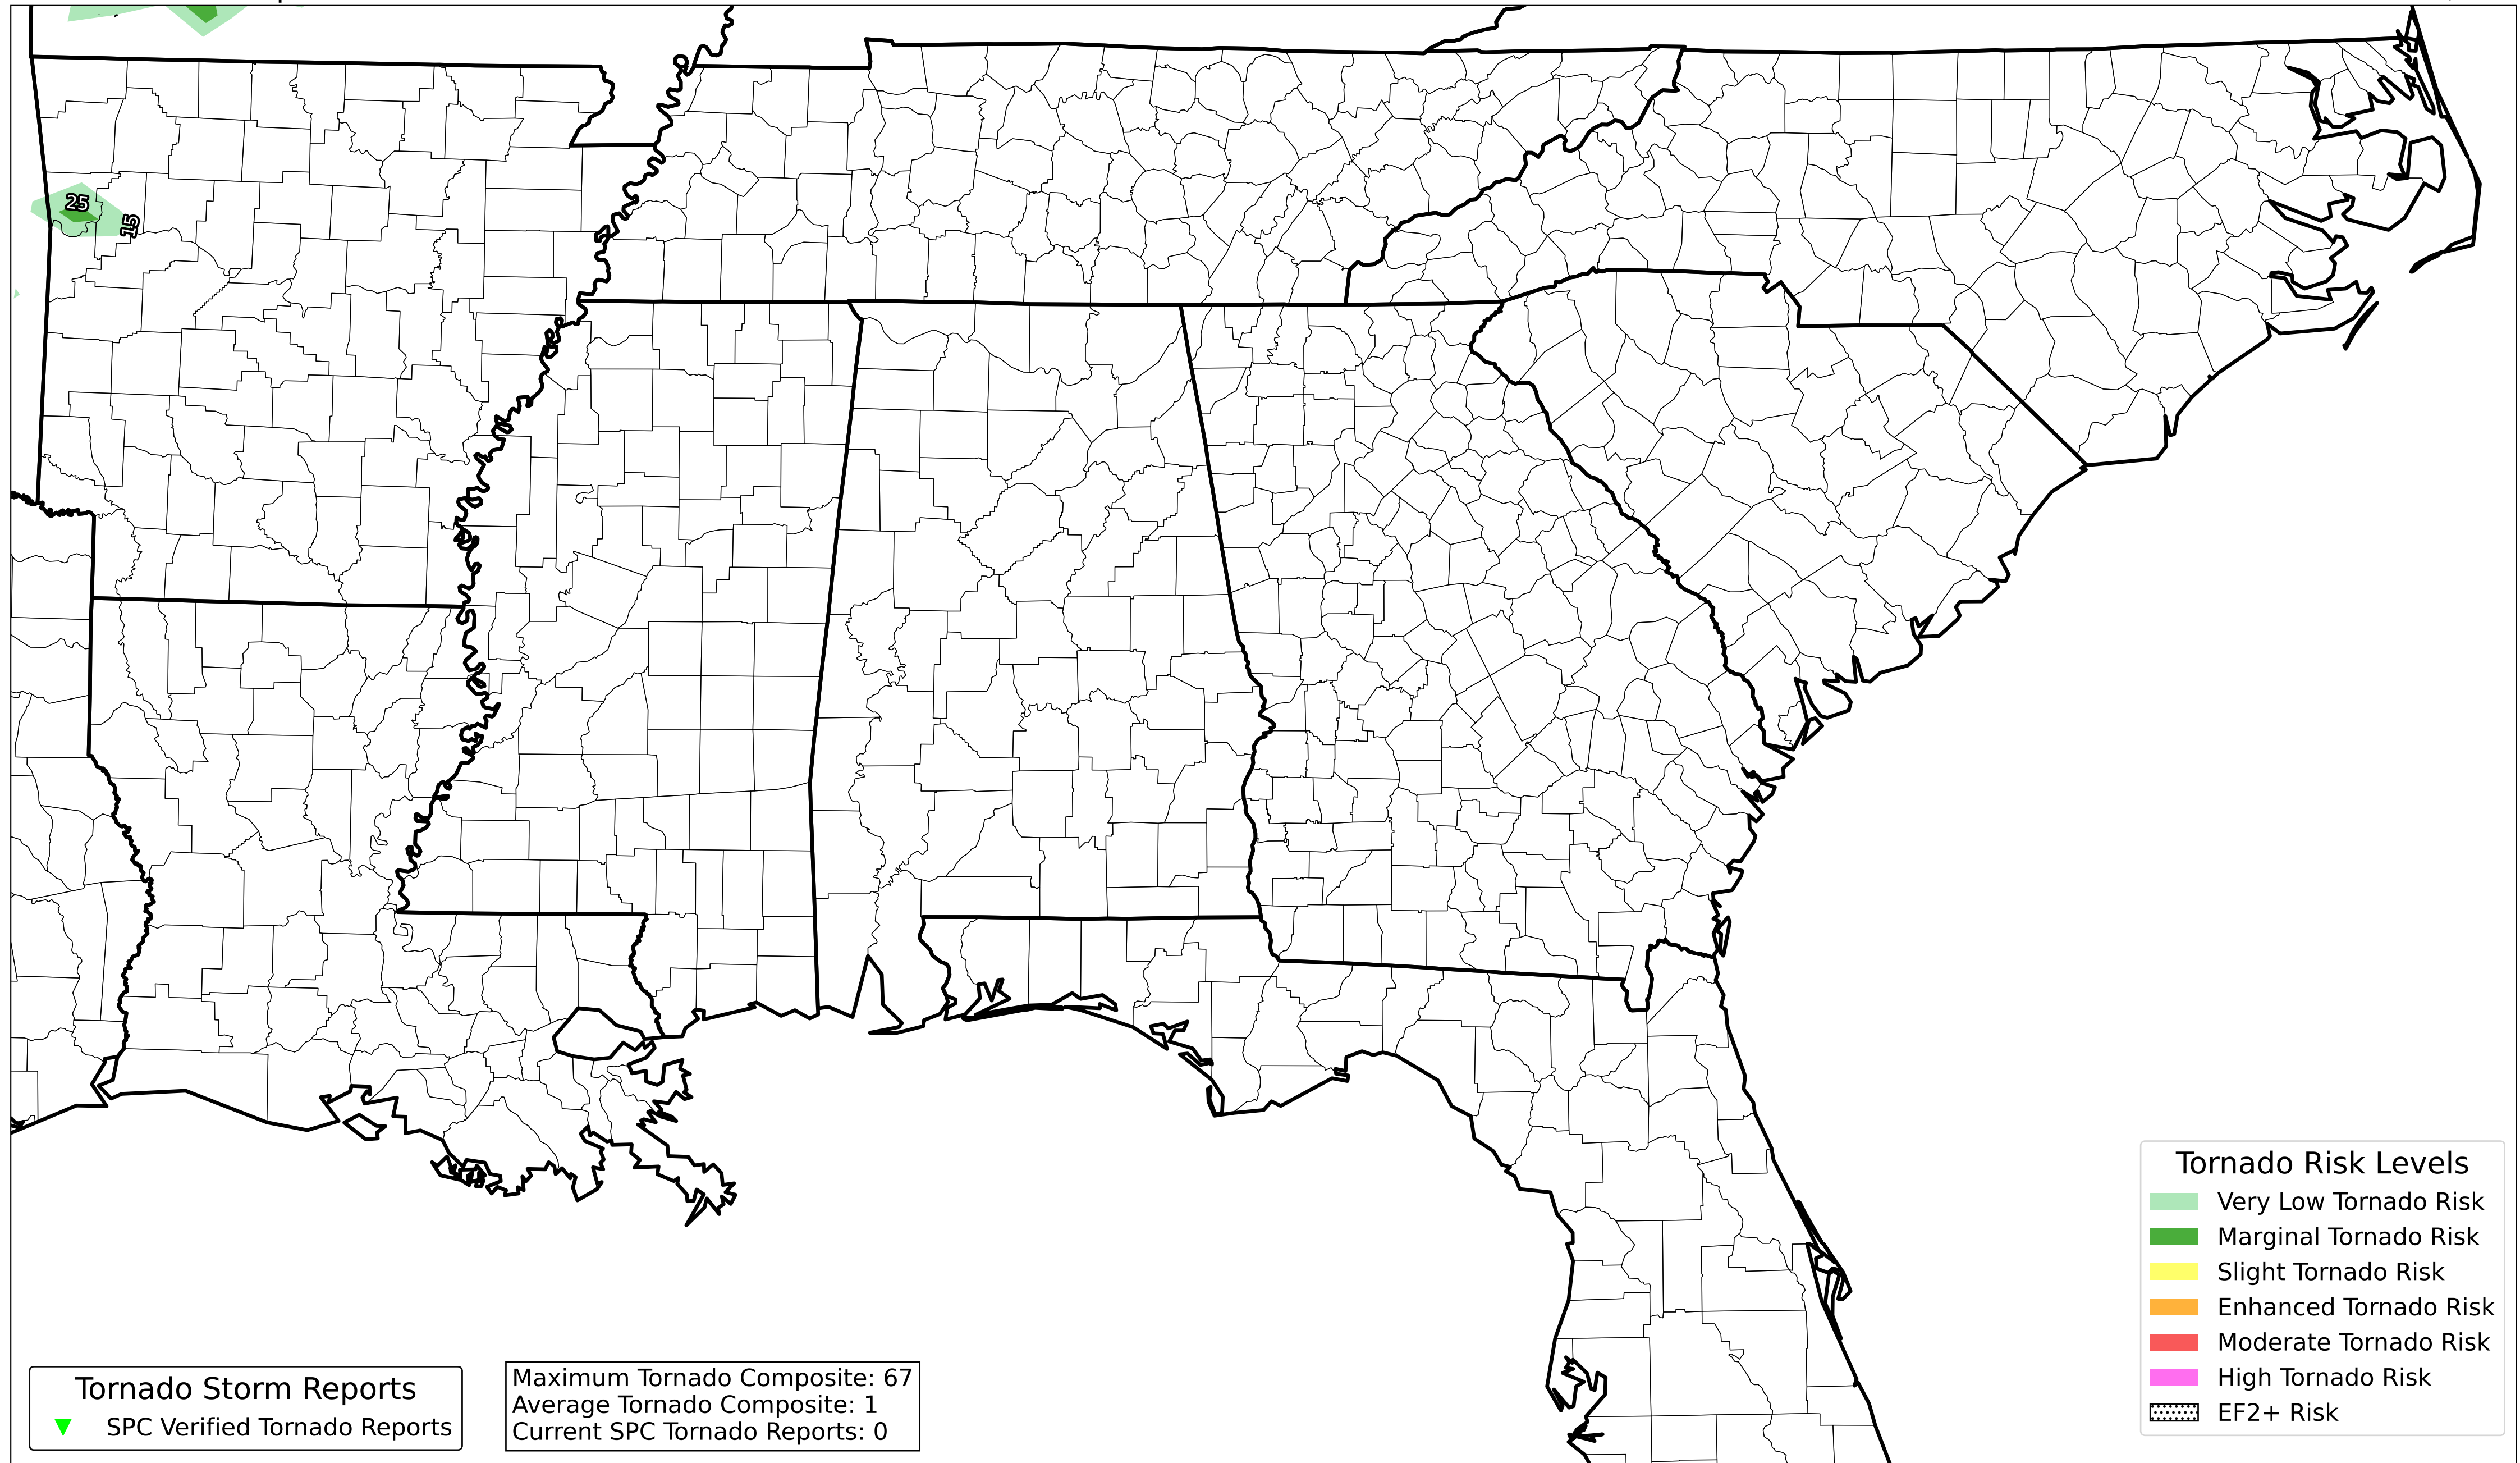 25
15
Tornado Risk Levels
Very Low Tornado Risk
Marginal Tornado Risk
Slight Tornado Risk
Enhanced Tornado Risk
Moderate Tornado Risk
High Tornado Risk
EF2+ Risk
Tornado Storm Reports
SPC Verified Tornado Reports
Maximum Tornado Composite: 67
Average Tornado Composite: 1
Current SPC Tornado Reports: 0